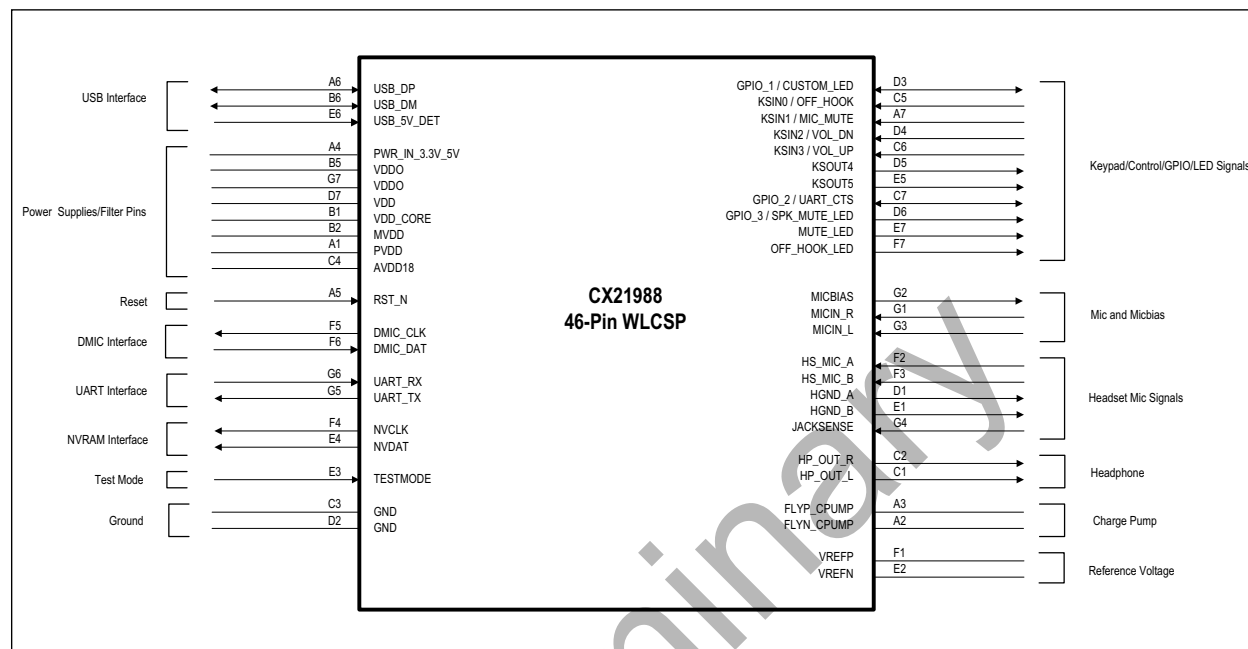 USB Interface
A6 USB_DP
B6 USB_DM
E6 USB_5V_DET
Power Supplies/Filter Pins
A4 PWR_IN_3.3V_5V
B5 VDDO
G7 VDDO
D7 VDD
B1 VDD_CORE
B2 MVDD
A1 PVDD
C4 AVDD18
Reset
A5 RST_N
DMIC Interface
F5 DMIC_CLK
F6 DMIC_DAT
UART Interface
G6 UART_RX
G5 UART_TX
NVRAM Interface
F4 NVCLK
E4 NVDAT
Test Mode
E3 TESTMODE
Ground
C3 GND
D2 GND
CX21988
46-Pin WLCSP
GPIO_1 / CUSTOM_LED D3
KSIN0 / OFF_HOOK C5
KSIN1 / MIC_MUTE A7
KSIN2 / VOL_DN D4
KSIN3 / VOL_UP C6
KSOUT4 D5
KSOUT5 E5
GPIO_2 / UART_CTS C7
GPIO_3 / SPK_MUTE_LED D6
MUTE_LED E7
OFF_HOOK_LED F7
Keypad/Control/GPIO/LED Signals
MICBIAS G2
MICIN_R G1
MICIN_L G3
Mic and Micbias
HS_MIC_A F2
HS_MIC_B F3
HGND_A D1
HGND_B E1
JACKSENSE G4
Headset Mic Signals
HP_OUT_R C2
HP_OUT_L C1
Headphone
FLYP_CPUMP A3
FLYN_CPUMP A2
Charge Pump
VREFP F1
VREFN E2
Reference Voltage
inary